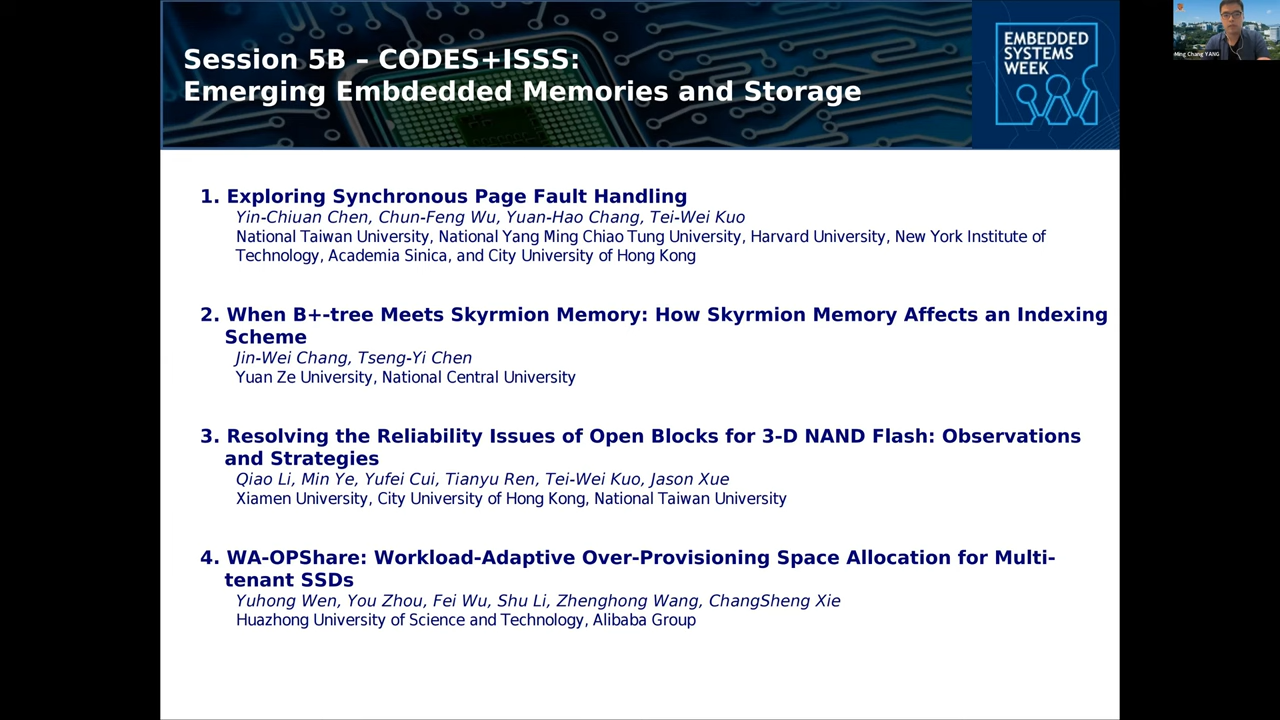 Session 5B – CODES+ISSS:
Emerging Embdedded Memories and Storage
EMBEDDED
SYSTEMS
WEEK
Ming Chang YANG
1. Exploring Synchronous Page Fault Handling
Yin-Chiuan Chen, Chun-Feng Wu, Yuan-Hao Chang, Tei-Wei Kuo
National Taiwan University, National Yang Ming Chiao Tung University, Harvard University, New York Institute of
Technology, Academia Sinica, and City University of Hong Kong
2. When B+-tree Meets Skyrmion Memory: How Skyrmion Memory Affects an Indexing
Scheme
Jin-Wei Chang, Tseng-Yi Chen
Yuan Ze University, National Central University
3. Resolving the Reliability Issues of Open Blocks for 3-D NAND Flash: Observations
and Strategies
Qiao Li, Min Ye, Yufei Cui, Tianyu Ren, Tei-Wei Kuo, Jason Xue
Xiamen University, City University of Hong Kong, National Taiwan University
4. WA-OPShare: Workload-Adaptive Over-Provisioning Space Allocation for Multi-
tenant SSDs
Yuhong Wen, You Zhou, Fei Wu, Shu Li, Zhenghong Wang, ChangSheng Xie
Huazhong University of Science and Technology, Alibaba Group